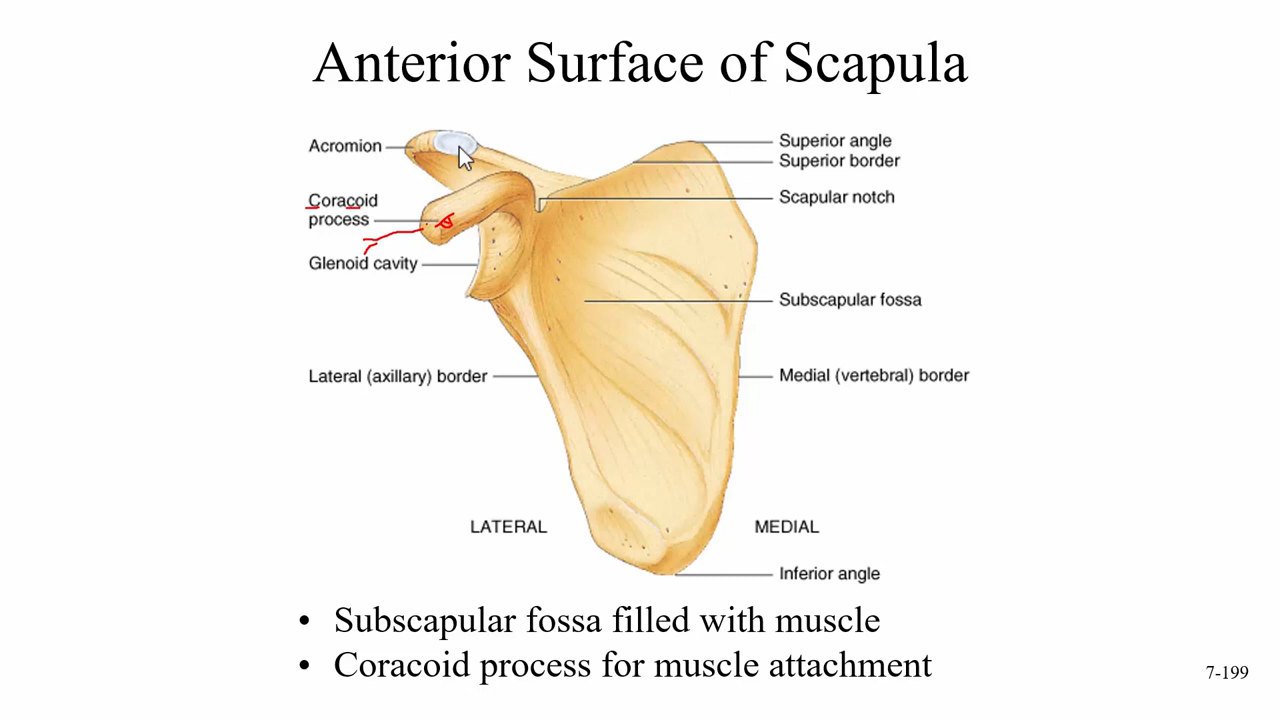 Anterior Surface of Scapula
Acromion
Coracoid
process
Glenoid cavity
Lateral (axillary) border
Superior angle
Superior border
Scapular notch
Subscapular fossa
Medial (vertebral) border
LATERAL
MEDIAL
Inferior angle
• Subscapular fossa filled with muscle
• Coracoid process for muscle attachment
7-199